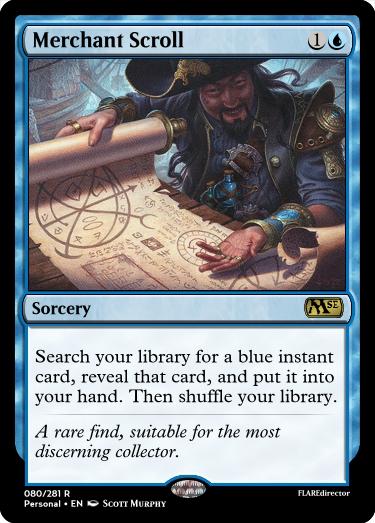 Merchant Scroll 1
Sorcery MSE
Search your library for a blue instant
card, reveal that card, and put it into
your hand. Then shuffle your library.
A rare find, suitable for the most
discerning collector.
080/281 R
Personal • EN Scott Murphy FLAREdirector